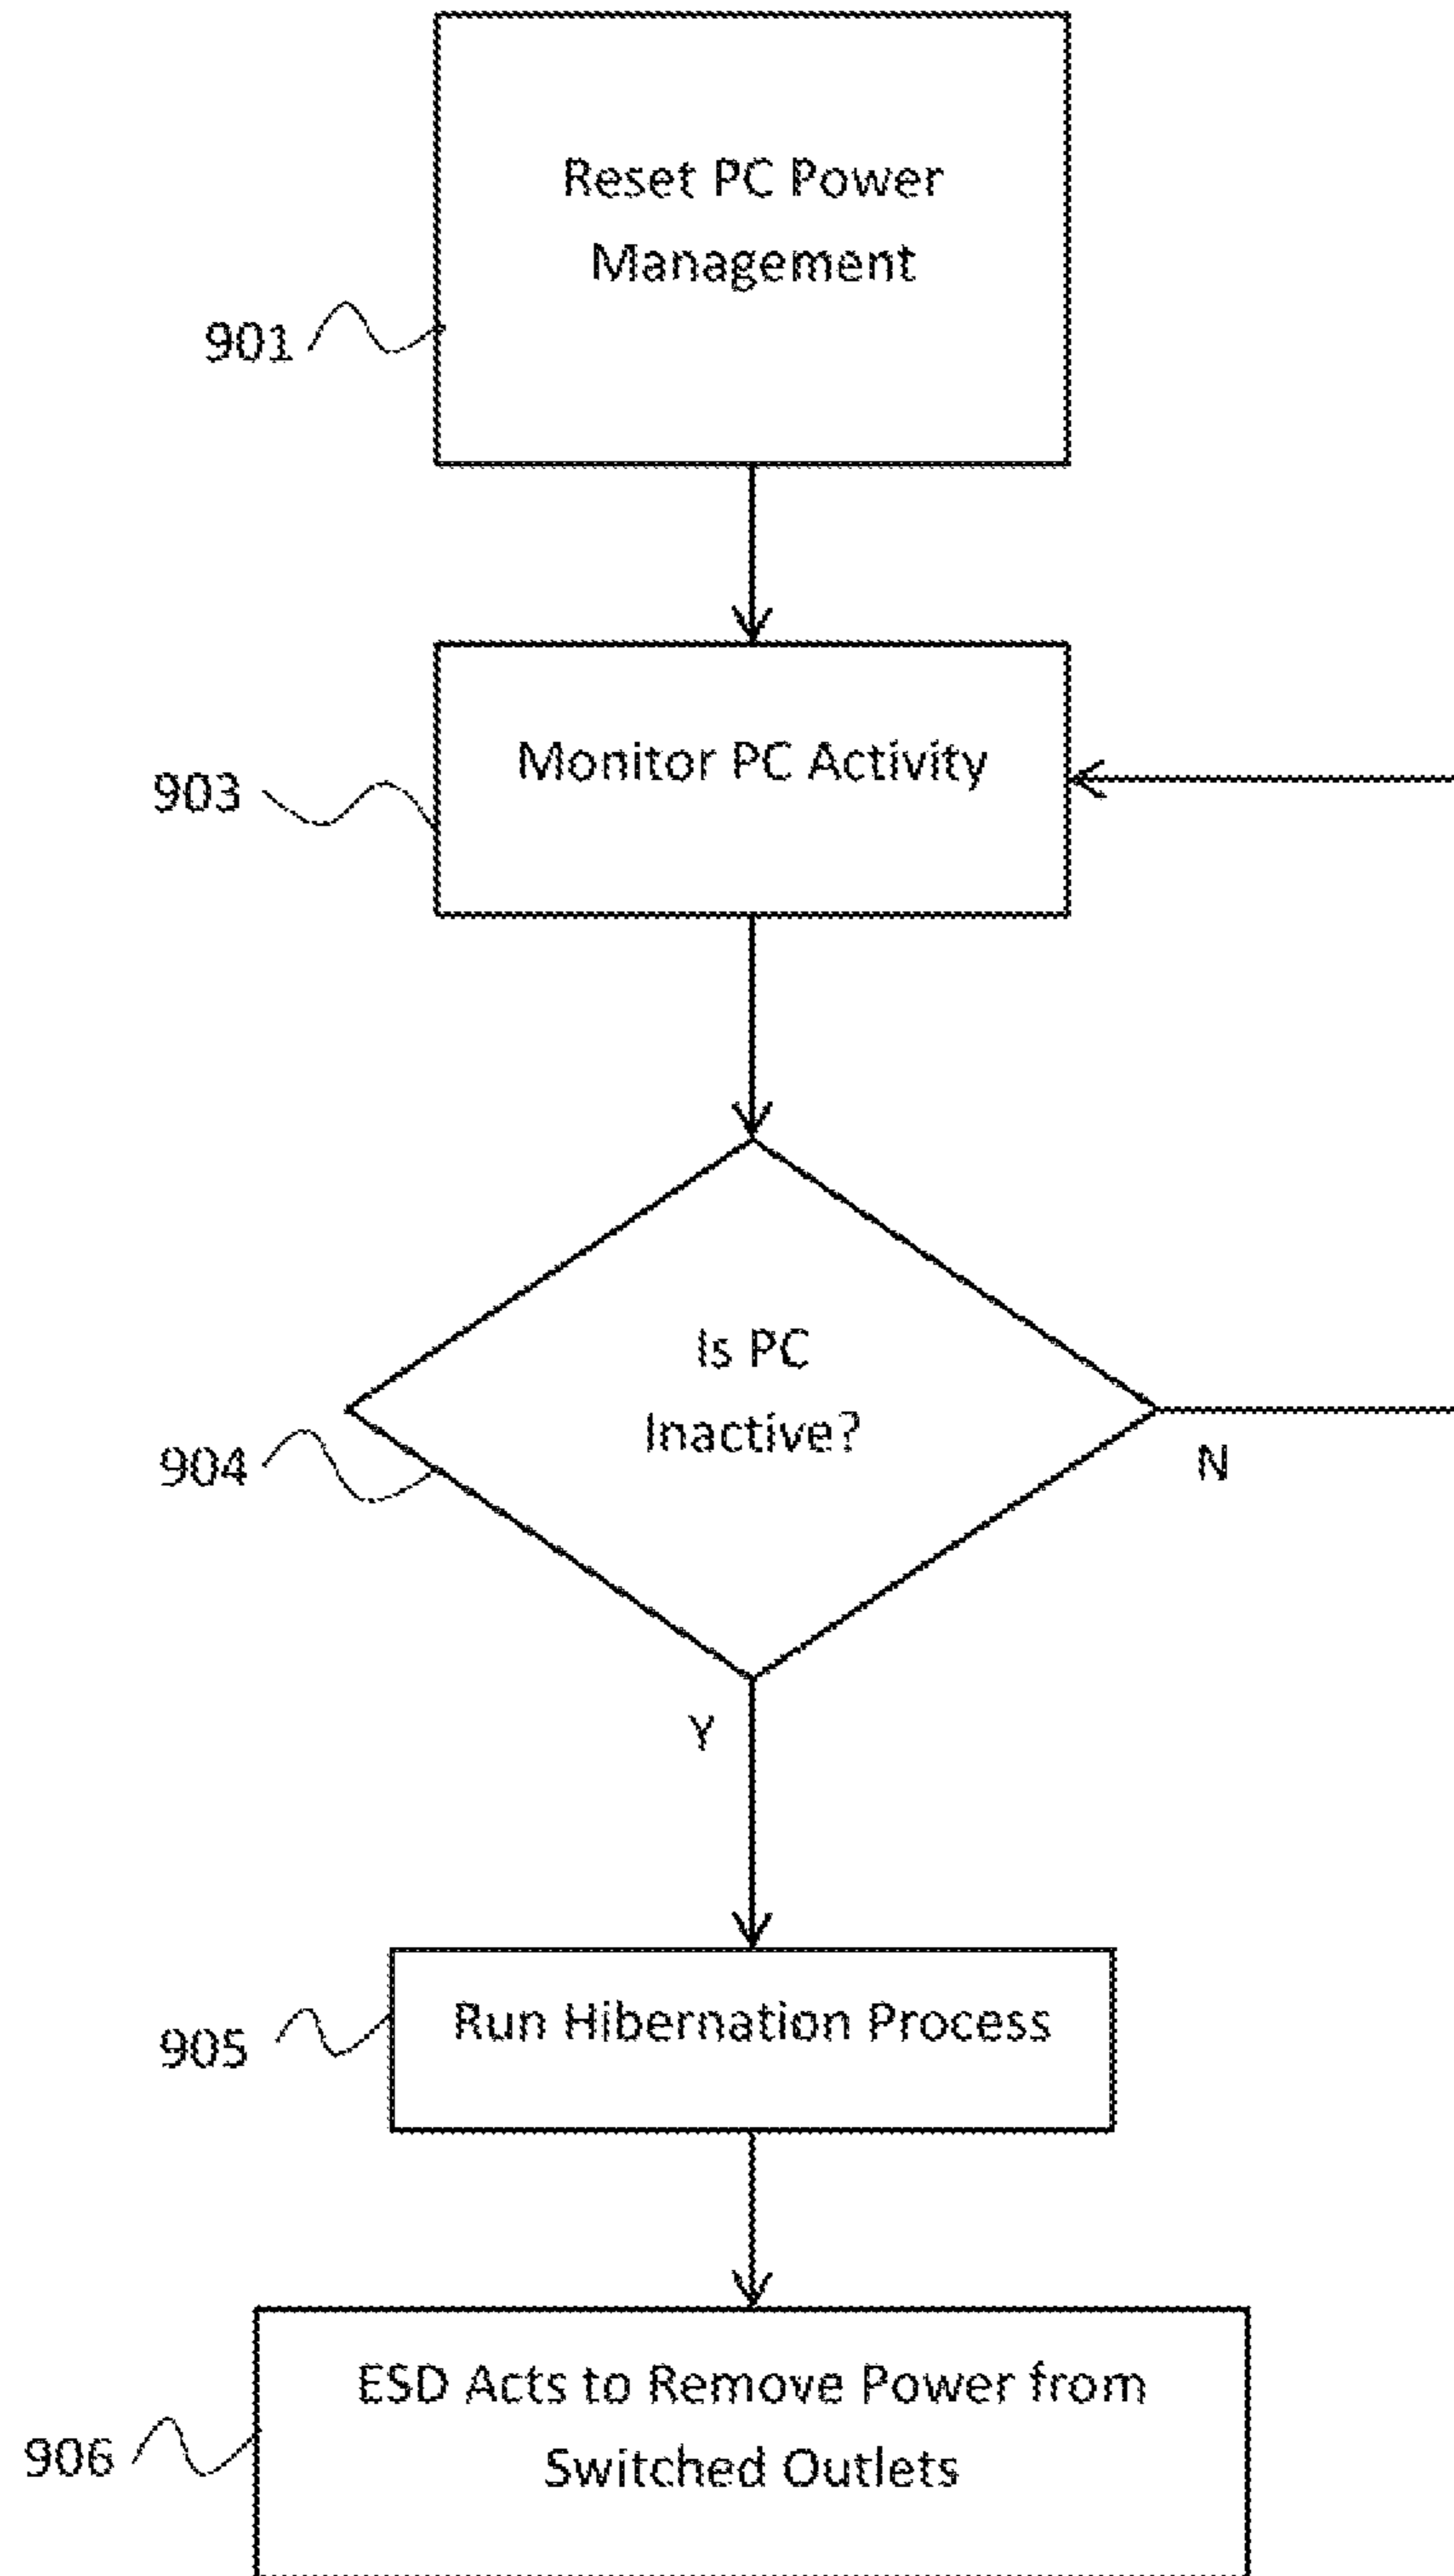 Reset PC Power
Management
901
Monitor PC Activity
903
Is PC
Inactive?
904
N
Y
Run Hibernation Process
905
ESD Acts to Remove Power from
Switched Outlets
906